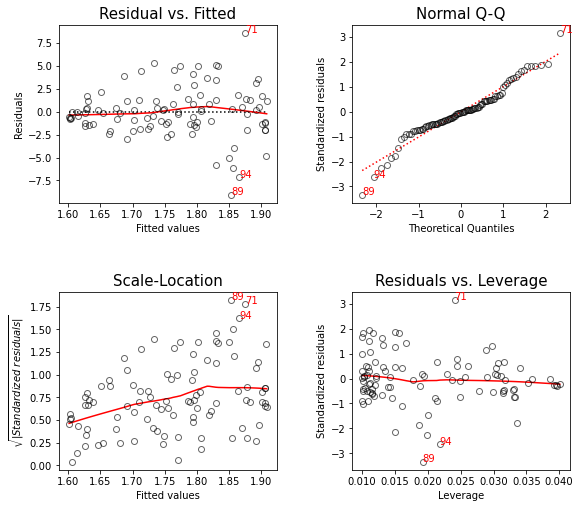 Residual vs. Fitted
71
7.5
5.0
2.5
0.0
−2.5
−5.0
−7.5
Residuals
94
89
1.60 1.65 1.70 1.75 1.80 1.85 1.90
Fitted values
Normal Q-Q
71
3
2
1
0
−1
−2
−3
Standardized residuals
94
89
−2 −1 0 1 2
Theoretical Quantiles
Scale-Location
89 71
94
1.75
1.50
1.25
1.00
0.75
0.50
0.25
0.00
√|Standardized residuals|
1.60 1.65 1.70 1.75 1.80 1.85 1.90
Fitted values
Residuals vs. Leverage
71
3
2
1
0
−1
−2
−3
Standardized residuals
94
89
0.010 0.015 0.020 0.025 0.030 0.035 0.040
Leverage